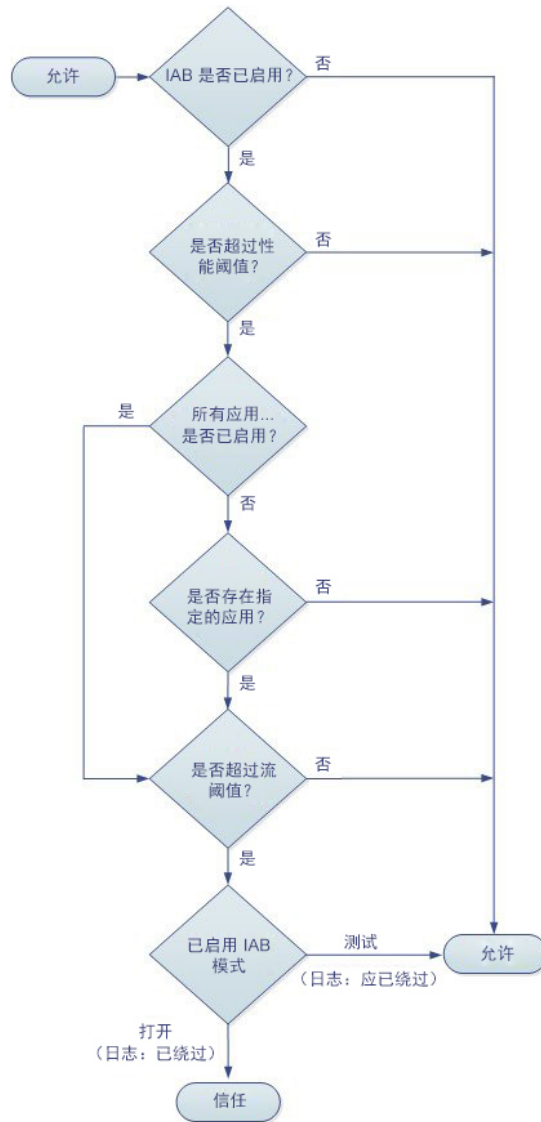 允许
IAB 是否已启用？
否
是
是否超过性
能阈值？
否
是
所有应用...
是否已启用？
是
否
是否存在指
定的应用？
否
是
是否超过流
阈值？
否
是
已启用 IAB
模式
测试
（日志：应已绕过）
允许
打开
（日志：已绕过）
信任